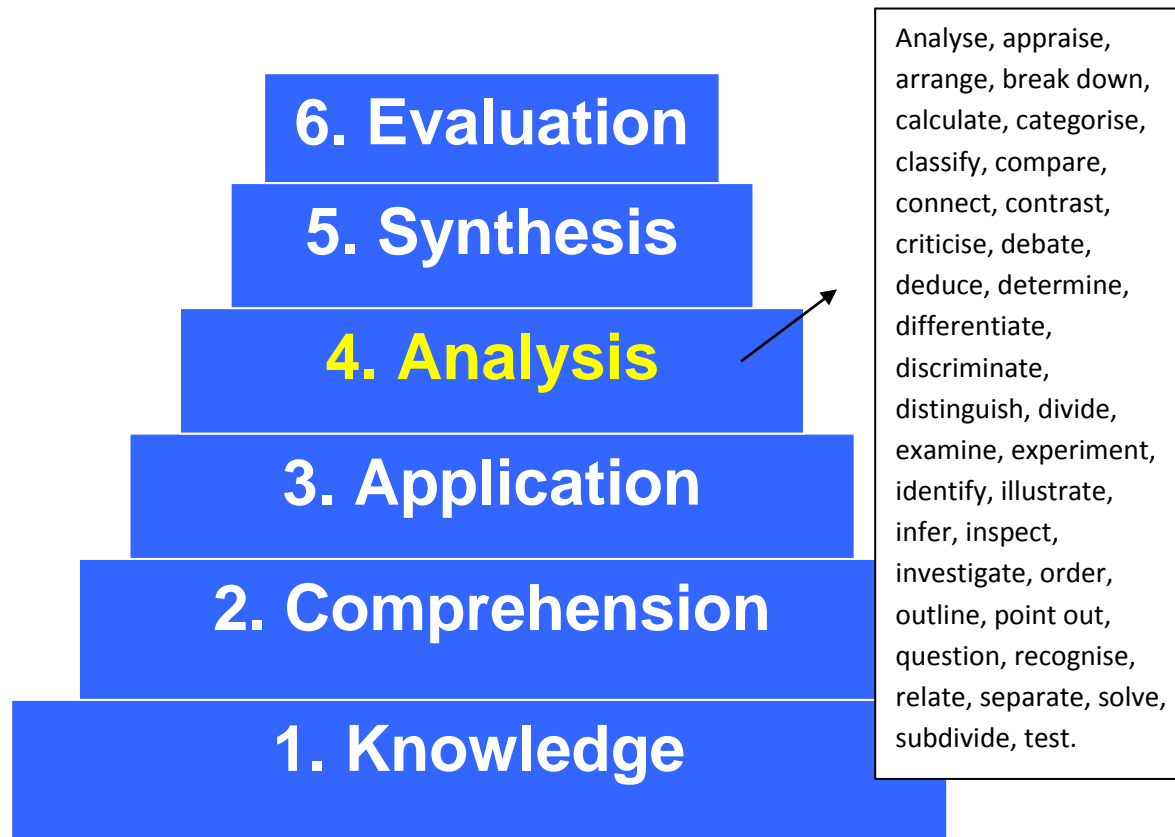 6. Evaluation
5. Synthesis
4. Analysis
3. Application
2. Comprehension
1. Knowledge
Analyse, appraise,
arrange, break down,
calculate, categorise,
classify, compare,
connect, contrast,
criticise, debate,
deduce, determine,
differentiate,
discriminate,
distinguish, divide,
examine, experiment,
identify, illustrate,
infer, inspect,
investigate, order,
outline, point out,
question, recognise,
relate, separate, solve,
subdivide, test.